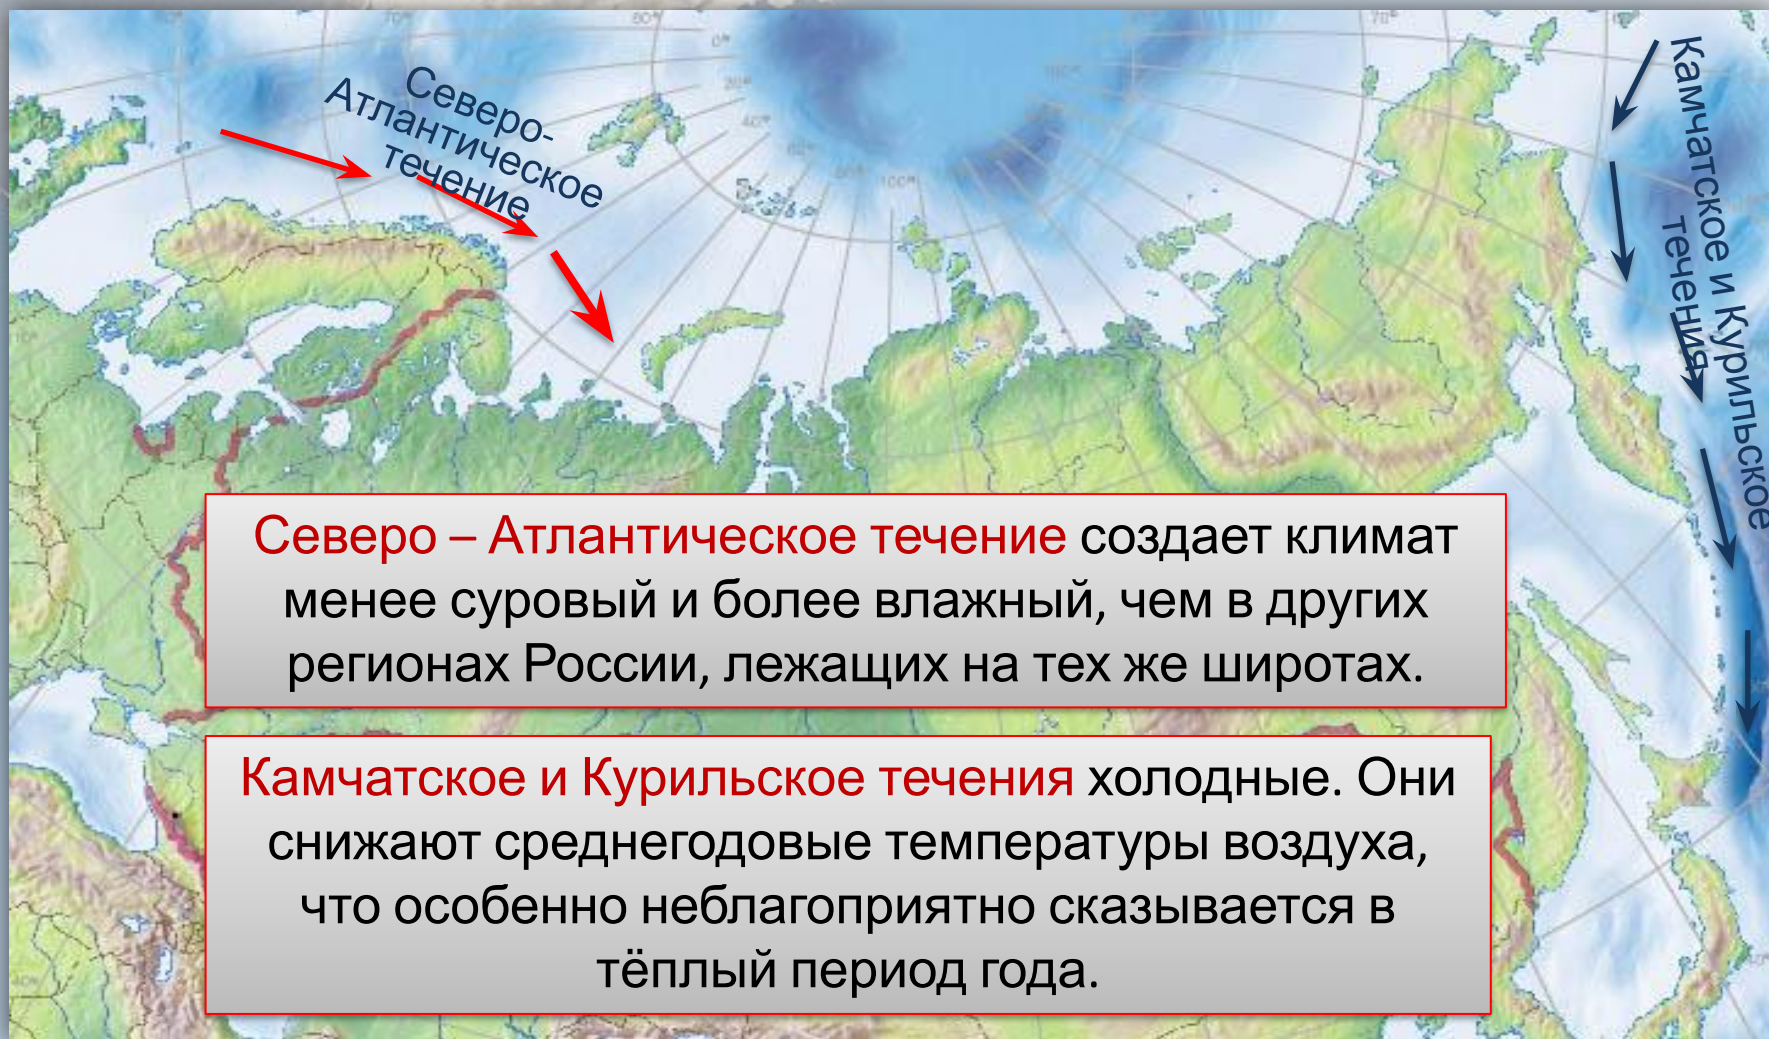 Северо-
Атлантическое
течение
Камчатское и Курильское
течения
Северо – Атлантическое течение создает климат
менее суровый и более влажный, чем в других
регионах России, лежащих на тех же широтах.
Камчатское и Курильское течения холодные. Они
снижают среднегодовые температуры воздуха,
что особенно неблагоприятно сказывается в
тёплый период года.